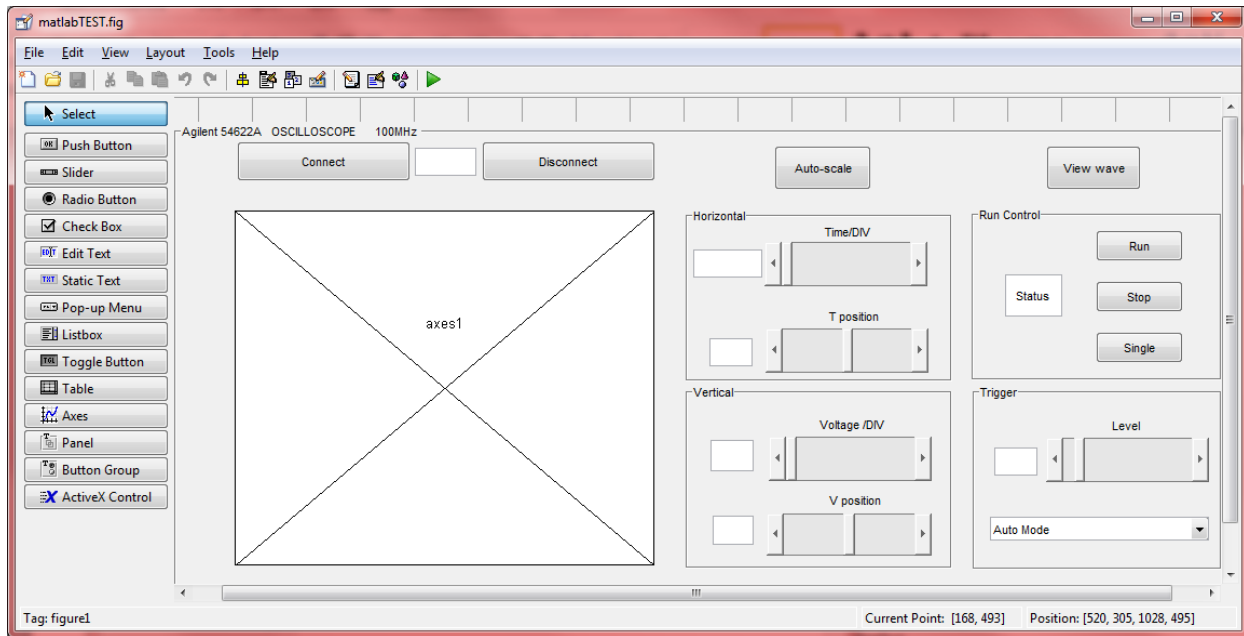 matlabTEST.fig
File Edit View Layout Tools Help
Select
Push Button
Slider
Radio Button
Check Box
Edit Text
Static Text
Pop-up Menu
Listbox
Toggle Button
Table
Axes
Panel
Button Group
ActiveX Control
Agilent 54622A OSCILLOSCOPE 100MHz
Connect
Disconnect
Auto-scale
View wave
axes1
Horizontal
Time/DIV
T position
Vertical
Voltage /DIV
V position
Run Control
Run
Status
Stop
Single
Trigger
Level
Auto Mode
Tag: figure1
Current Point: [168, 493]
Position: [520, 305, 1028, 495]